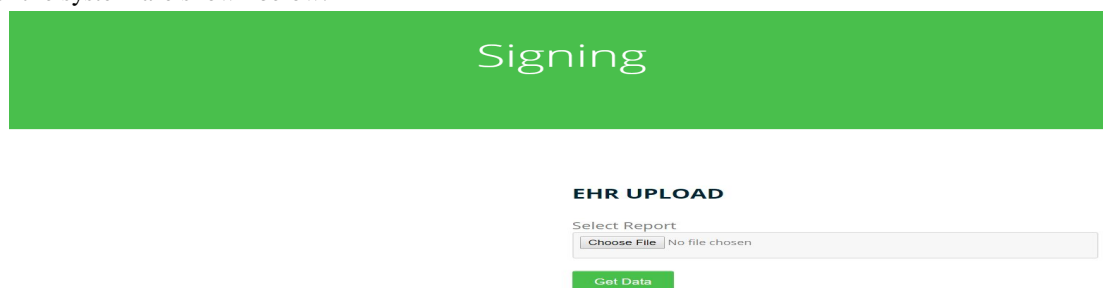 Signing
EHR UPLOAD
Select Report
Choose File No file chosen
Get Data